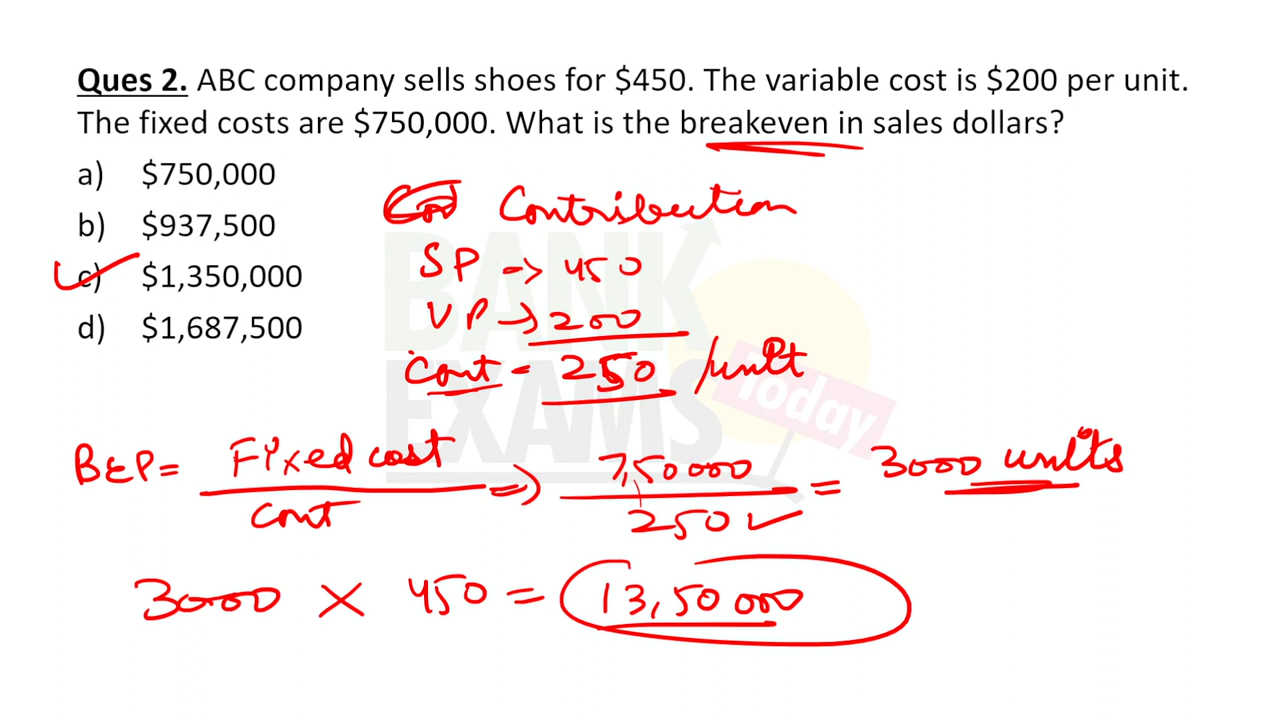 Ques 2. ABC company sells shoes for $450. The variable cost is $200 per unit.
The fixed costs are $750,000. What is the breakeven in sales dollars?
a) $750,000
b) $937,500
c) $1,350,000
d) $1,687,500
Contribution
SP -> 450
VP -> 200
Cont = 250 /unit
BEP = Fixed cost / cont => 7,50000 / 250 = 3000 units
3000 × 450 = 13,50000
BANK
EXAMS
Today